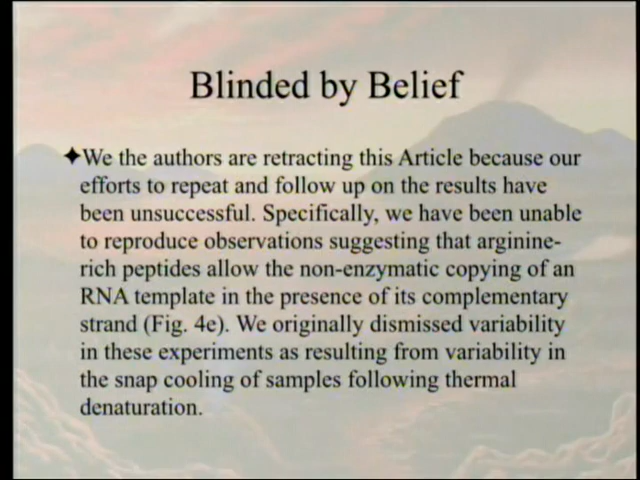 Blinded by Belief
✦We the authors are retracting this Article because our
efforts to repeat and follow up on the results have
been unsuccessful. Specifically, we have been unable
to reproduce observations suggesting that arginine-
rich peptides allow the non-enzymatic copying of an
RNA template in the presence of its complementary
strand (Fig. 4e). We originally dismissed variability
in these experiments as resulting from variability in
the snap cooling of samples following thermal
denaturation.